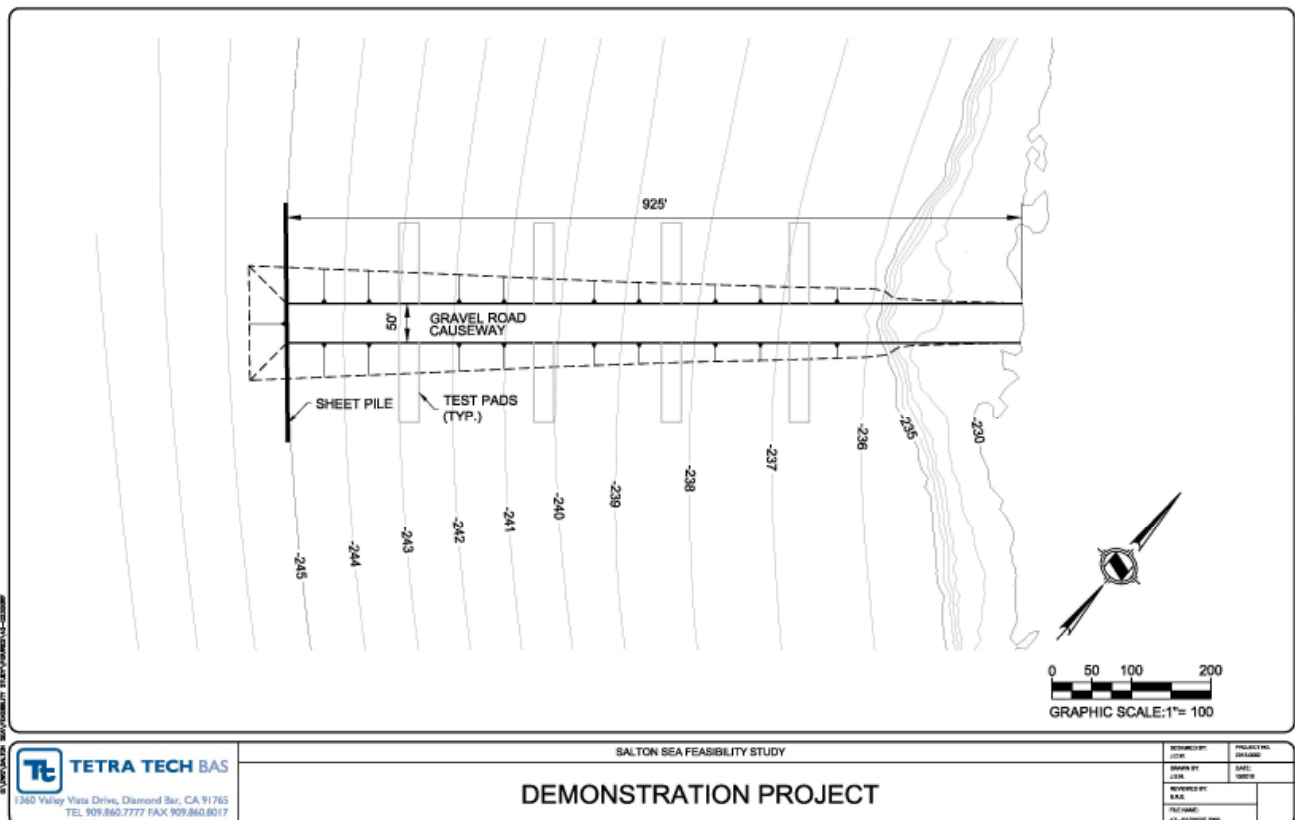 925'
50'
GRAVEL ROAD
CAUSEWAY
SHEET PILE
TEST PADS
(TYP.)
-245
-244
-243
-242
-241
-240
-239
-238
-237
-236
-235
-230
0 50 100 200
GRAPHIC SCALE:1"= 100
SALTON SEA FEASIBILITY STUDY
DEMONSTRATION PROJECT
Tt TETRA TECH BAS
1360 Valley Vista Drive, Diamond Bar, CA 91765
TEL 909.860.7777 FAX 909.860.8017
DESIGNED BY:
PROJECT NO.
DRAWN BY:
DATE:
REVIEWED BY:
FILE NAME: